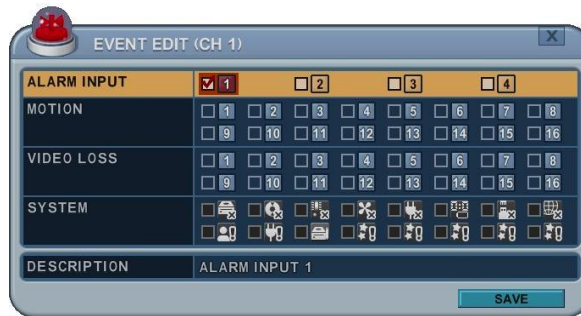 EVENT EDIT (CH 1)
X
ALARM INPUT 1 2 3 4
MOTION 1 2 3 4 5 6 7 8
9 10 11 12 13 14 15 16
VIDEO LOSS 1 2 3 4 5 6 7 8
9 10 11 12 13 14 15 16
SYSTEM
DESCRIPTION ALARM INPUT 1
SAVE